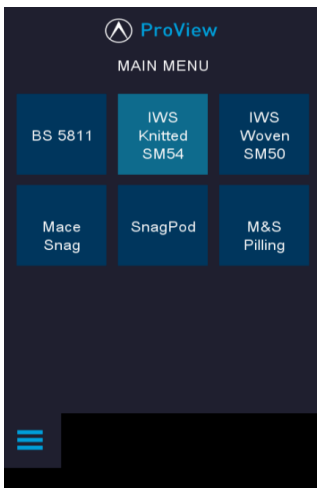 ProView
MAIN MENU
BS 5811
IWS
Knitted
SM54
IWS
Woven
SM50
Mace
Snag
SnagPod
M&S
Pilling